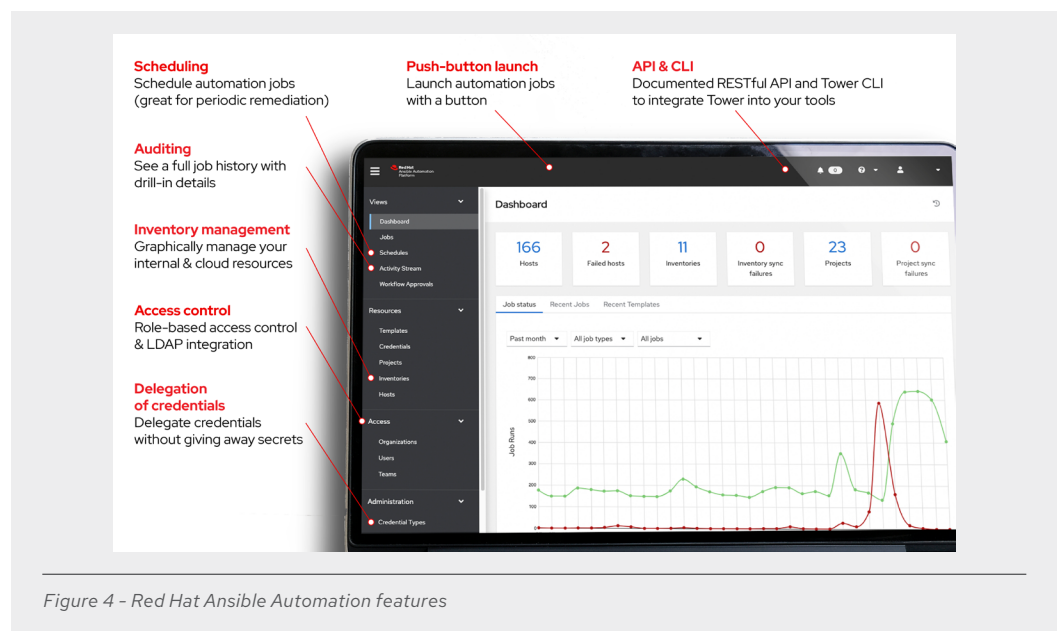 Scheduling
Schedule automation jobs
(great for periodic remediation)
Push-button launch
Launch automation jobs
with a button
API & CLI
Documented RESTful API and Tower CLI
to integrate Tower into your tools
Auditing
See a full job history with
drill-in details
Inventory management
Graphically manage your
internal & cloud resources
Access control
Role-based access control
& LDAP integration
Delegation
of credentials
Delegate credentials
without giving away secrets
Red Hat
Ansible Automation
Platform
0
Views
Dashboard
Jobs
Schedules
Activity Stream
Workflow Approvals
Resources
Templates
Credentials
Projects
Inventories
Hosts
Access
Organizations
Users
Teams
Administration
Credential Types
Dashboard
166
Hosts
2
Failed hosts
11
Inventories
0
Inventory sync
failures
23
Projects
0
Project sync
failures
Job status Recent Jobs Recent Templates
Past month All job types All jobs
Job Runs
800
700
600
500
400
300
200
100
0
Figure 4 - Red Hat Ansible Automation features